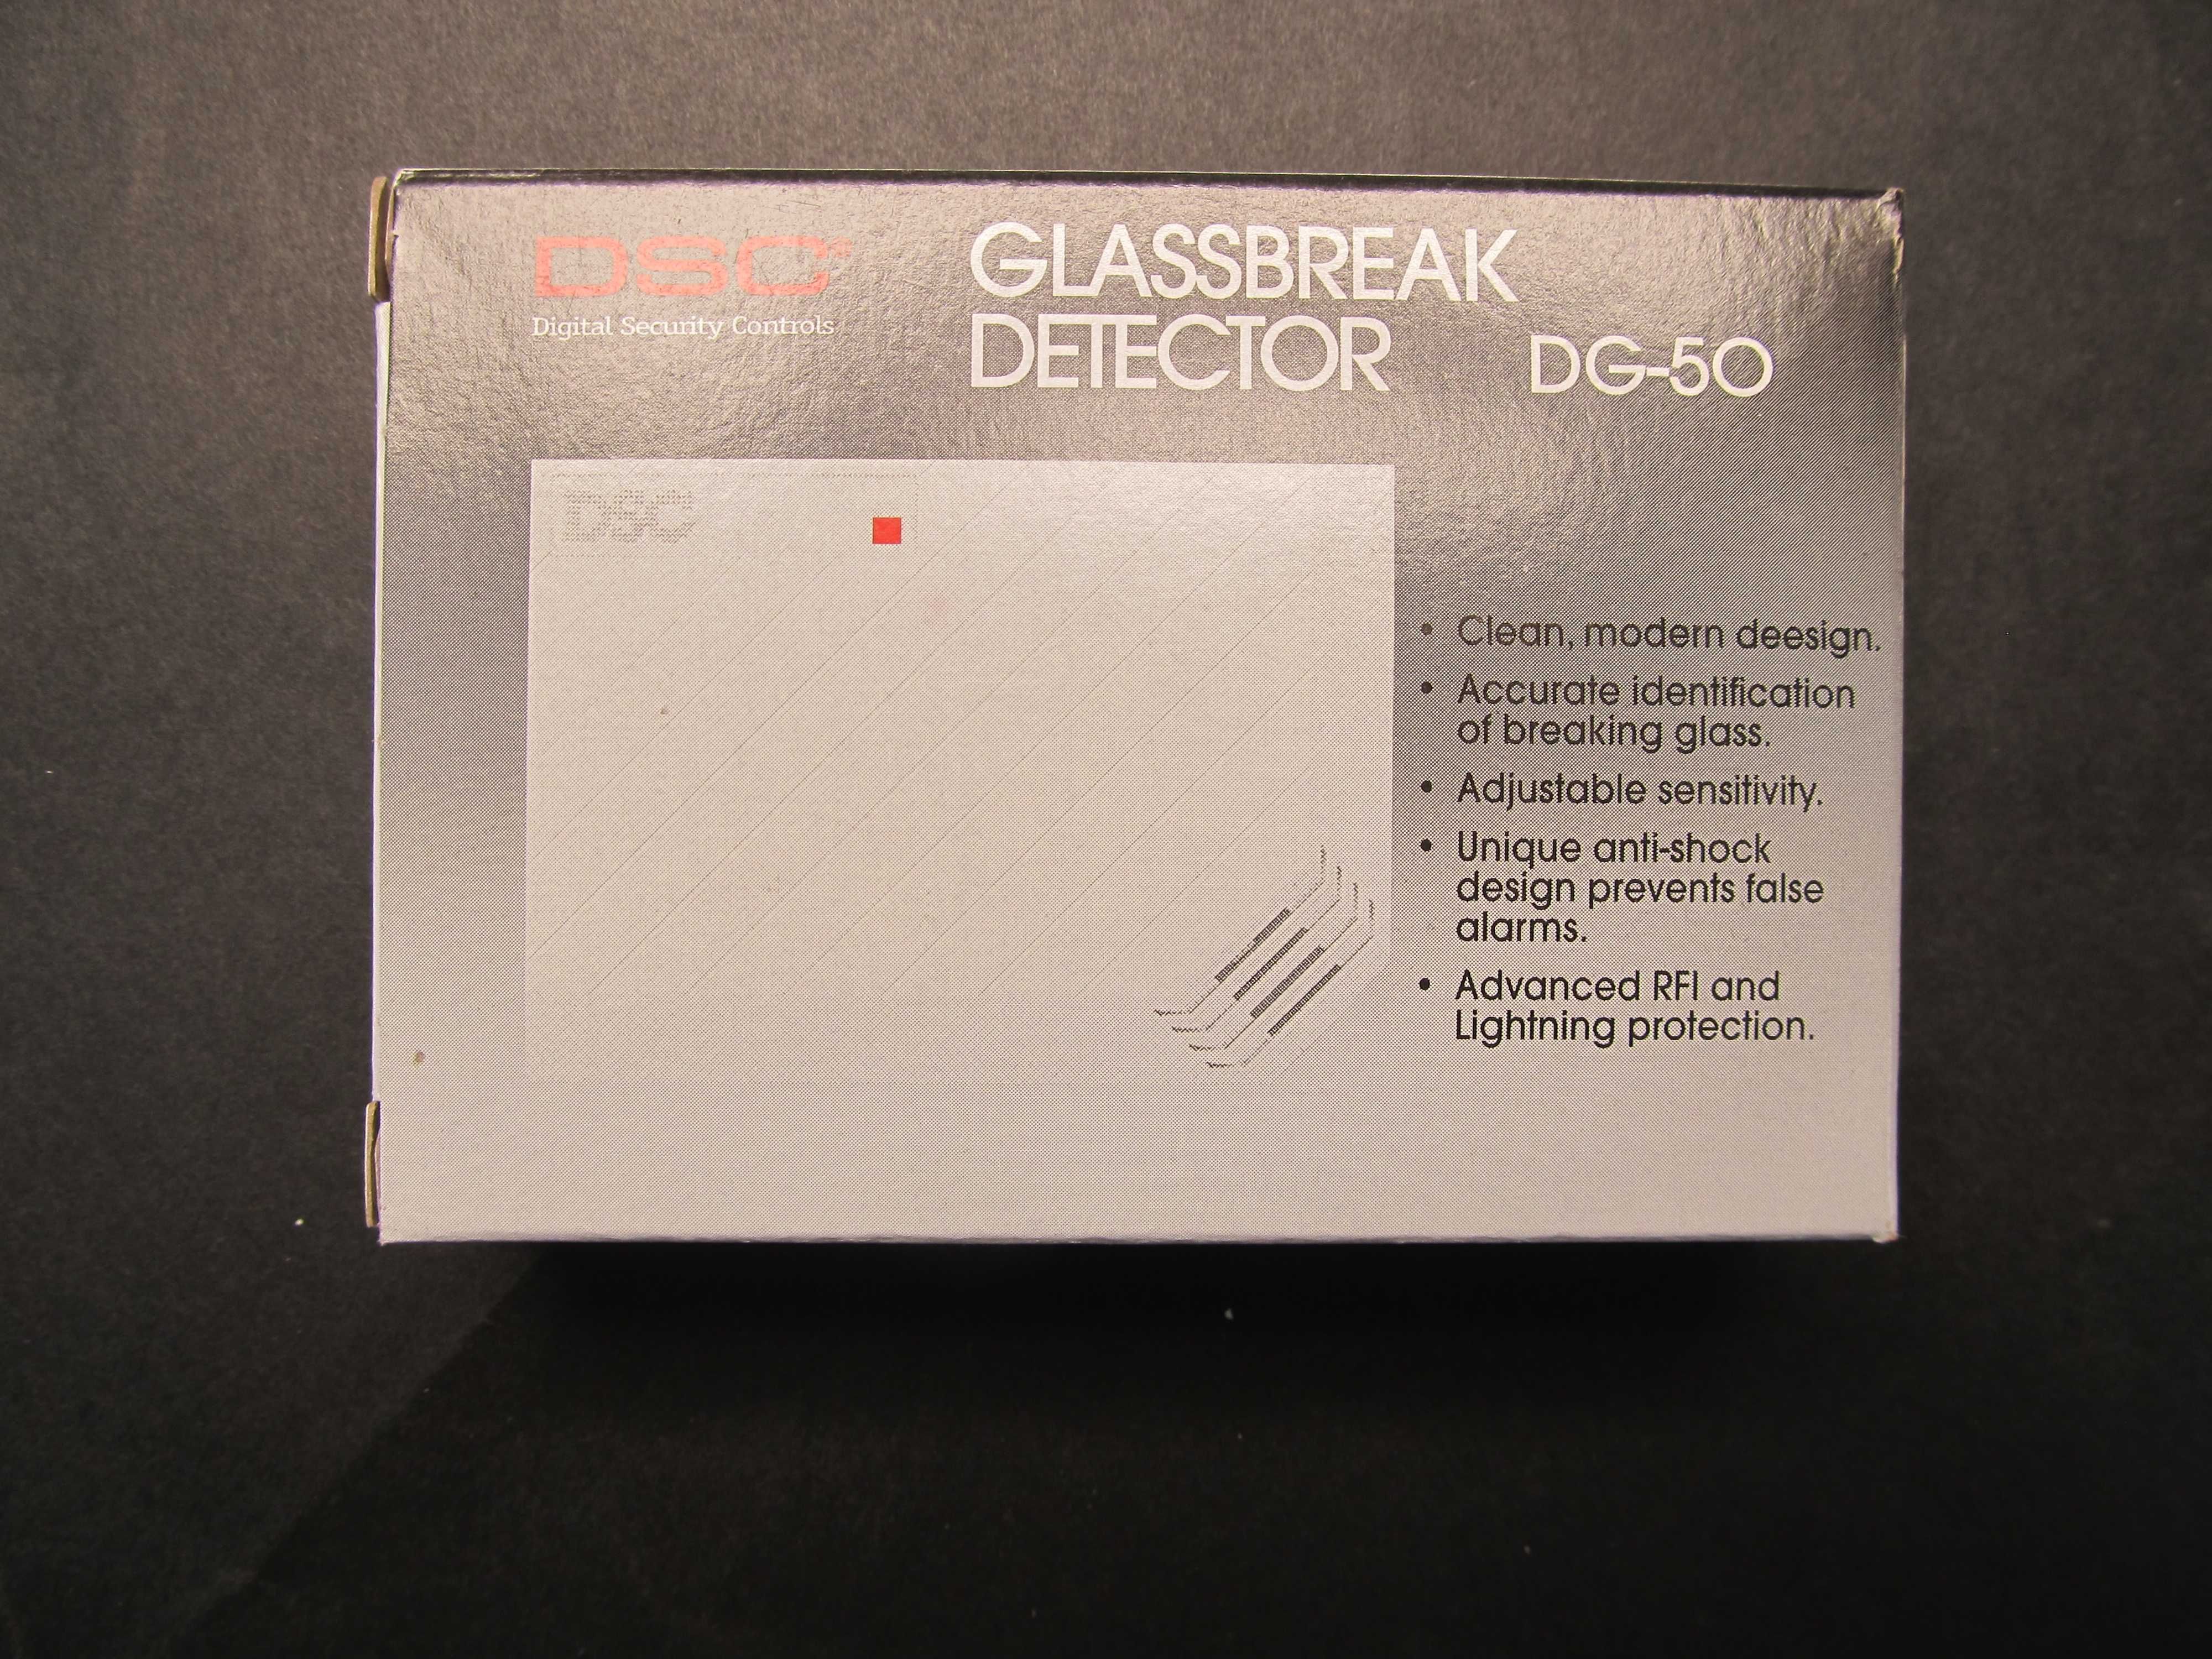 DSC®
Digital Security Controls
GLASSBREAK
DETECTOR DG-50
DSC
• Clean, modern deesign.
• Accurate identification
of breaking glass.
• Adjustable sensitivity.
• Unique anti-shock
design prevents false
alarms.
• Advanced RFI and
Lightning protection.